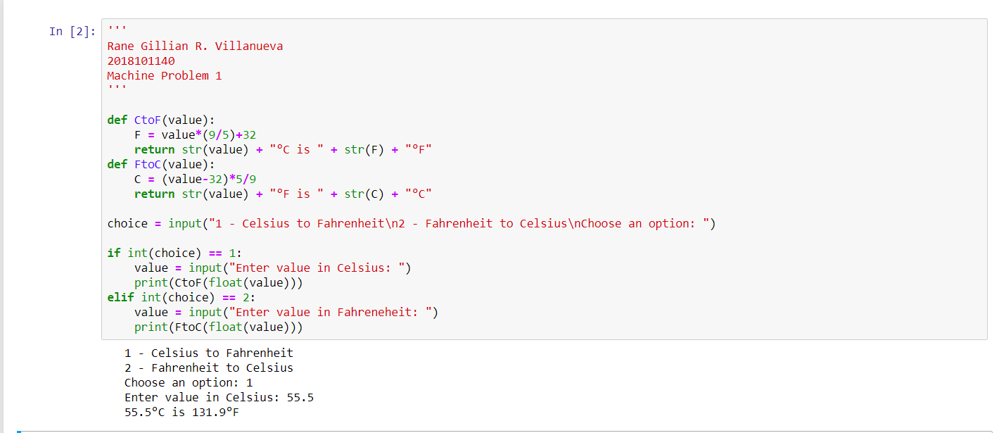 In [2]:
'''
Rane Gillian R. Villanueva
2018101140
Machine Problem 1
'''

def CtoF(value):
    F = value*(9/5)+32
    return str(value) + "°C is " + str(F) + "°F"
def FtoC(value):
    C = (value-32)*5/9
    return str(value) + "°F is " + str(C) + "°C"

choice = input("1 - Celsius to Fahrenheit\n2 - Fahrenheit to Celsius\nChoose an option: ")

if int(choice) == 1:
    value = input("Enter value in Celsius: ")
    print(CtoF(float(value)))
elif int(choice) == 2:
    value = input("Enter value in Fahreneheit: ")
    print(FtoC(float(value)))
1 - Celsius to Fahrenheit
2 - Fahrenheit to Celsius
Choose an option: 1
Enter value in Celsius: 55.5
55.5°C is 131.9°F